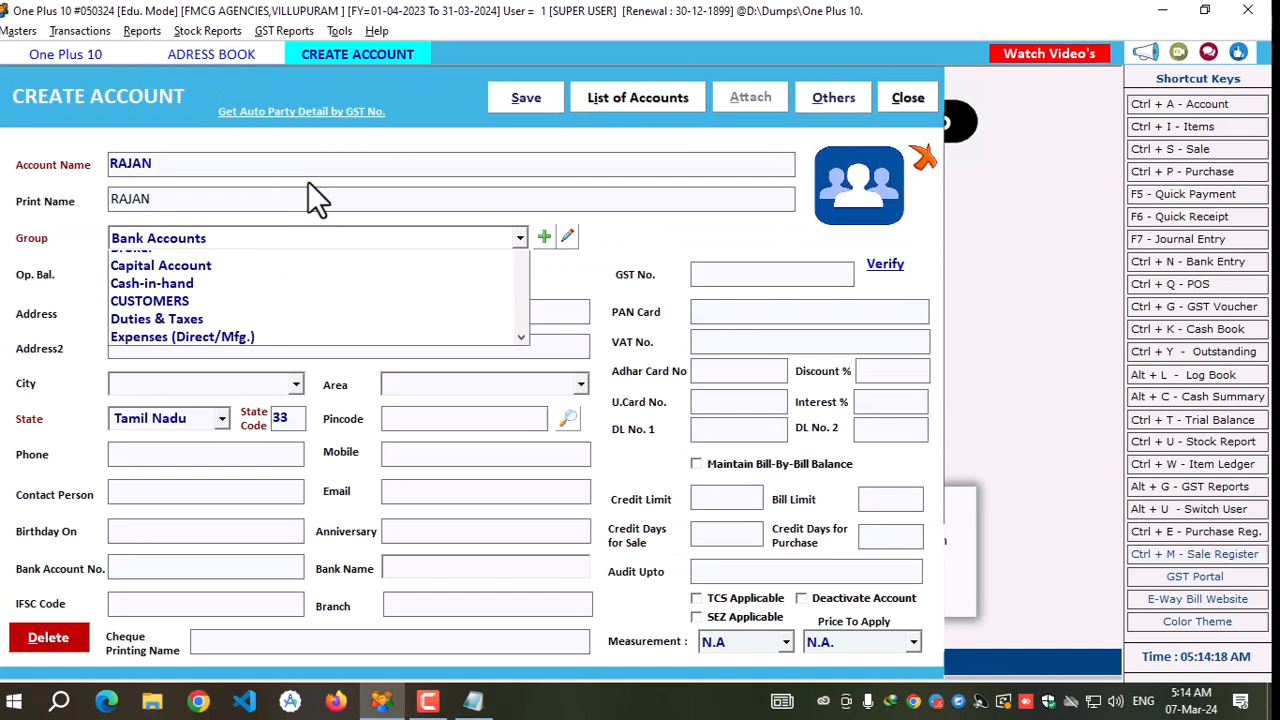 One Plus 10 #050324 [Edu. Mode] [FMCG AGENCIES,VILLUPURAM ] [FY=01-04-2023 To 31-03-2024] User = 1 [SUPER USER] [Renewal : 30-12-1899] @D:\Dumps\One Plus 10.
Masters Transactions Reports Stock Reports GST Reports Tools Help
One Plus 10 ADRESS BOOK CREATE ACCOUNT Watch Video's
CREATE ACCOUNT
Get Auto Party Detail by GST No.
Save List of Accounts Attach Others Close
Account Name RAJAN
Print Name RAJAN
Group Bank Accounts
Capital Account
Cash-in-hand
CUSTOMERS
Duties & Taxes
Expenses (Direct/Mfg.)
Op. Bal.
Address
Address2
City Area
State Tamil Nadu State Code 33 Pincode
Phone Mobile
Contact Person Email
Birthday On Anniversary
Bank Account No. Bank Name
IFSC Code Branch
Delete Cheque Printing Name
GST No. Verify
PAN Card
VAT No.
Adhar Card No Discount %
U.Card No. Interest %
DL No. 1 DL No. 2
Maintain Bill-By-Bill Balance
Credit Limit Bill Limit
Credit Days for Sale Credit Days for Purchase
Audit Upto
TCS Applicable Deactivate Account
SEZ Applicable Price To Apply
Measurement : N.A N.A.
Shortcut Keys
Ctrl + A - Account
Ctrl + I - Items
Ctrl + S - Sale
Ctrl + P - Purchase
F5 - Quick Payment
F6 - Quick Receipt
F7 - Journal Entry
Ctrl + N - Bank Entry
Ctrl + Q - POS
Ctrl + G - GST Voucher
Ctrl + K - Cash Book
Ctrl + Y - Outstanding
Alt + L - Log Book
Alt + C - Cash Summary
Ctrl + T - Trial Balance
Ctrl + U - Stock Report
Ctrl + W - Item Ledger
Alt + G - GST Reports
Alt + U - Switch User
Ctrl + E - Purchase Reg.
Ctrl + M - Sale Register
GST Portal
E-Way Bill Website
Color Theme
Time : 05:14:18 AM
ENG
5:14 AM
07-Mar-24